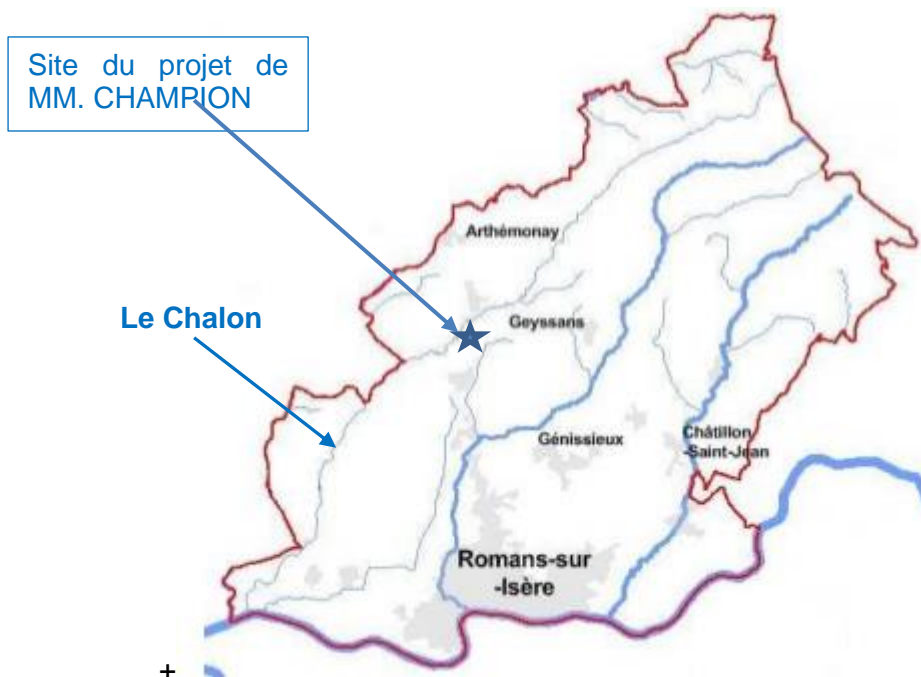 Site du projet de
MM. CHAMPION
Arthémonay
Le Chalon
Geyssans
Génissieux
Châtillon
-Saint-Jean
Romans-sur
-Isère
+